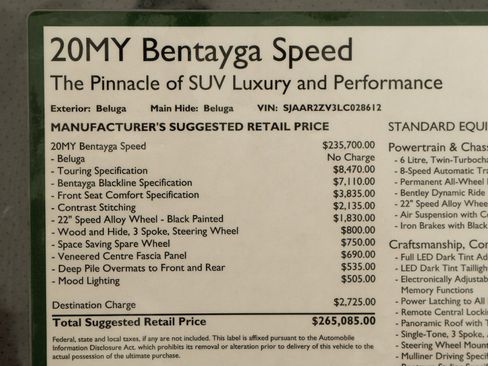 20MY Bentayga Speed
The Pinnacle of SUV Luxury and Performance
Exterior: Beluga Main Hide: Beluga VIN: SJAAR2ZV3LC028612
MANUFACTURER'S SUGGESTED RETAIL PRICE
20MY Bentayga Speed $235,700.00
- Beluga No Charge
- Touring Specification $8,470.00
- Bentayga Blackline Specification $7,110.00
- Front Seat Comfort Specification $3,835.00
- Contrast Stitching $2,135.00
- 22" Speed Alloy Wheel - Black Painted $1,830.00
- Wood and Hide, 3 Spoke, Steering Wheel $800.00
- Space Saving Spare Wheel $750.00
- Veneered Centre Fascia Panel $690.00
- Deep Pile Overmats to Front and Rear $535.00
- Mood Lighting $505.00
Destination Charge $2,725.00
Total Suggested Retail Price $265,085.00
Federal, state and local taxes, if any are not included. This label is affixed pursuant to the Automobile
Information Disclosure Act, which prohibits its removal or alteration prior to delivery of this vehicle to the
actual possession of the ultimate purchase.
STANDARD EQUI
Powertrain & Chass
- 6 Litre, Twin-Turbocha
- 8-Speed Automatic Tra
- Permanent All-Wheel
- Bentley Dynamic Ride
- 22" Speed Alloy Whee
- Air Suspension with C
- Iron Brakes with Black
Craftsmanship, Con
- Full LED Dark Tint Ad
- LED Dark Tint Taillig
- Electronically Adjustab
Memory Functions
- Power Latching to All
- Remote Central Locki
- Panoramic Roof with T
- Single-Tone, 3 Spoke,
- Steering Wheel Mount
- Mulliner Driving Specif